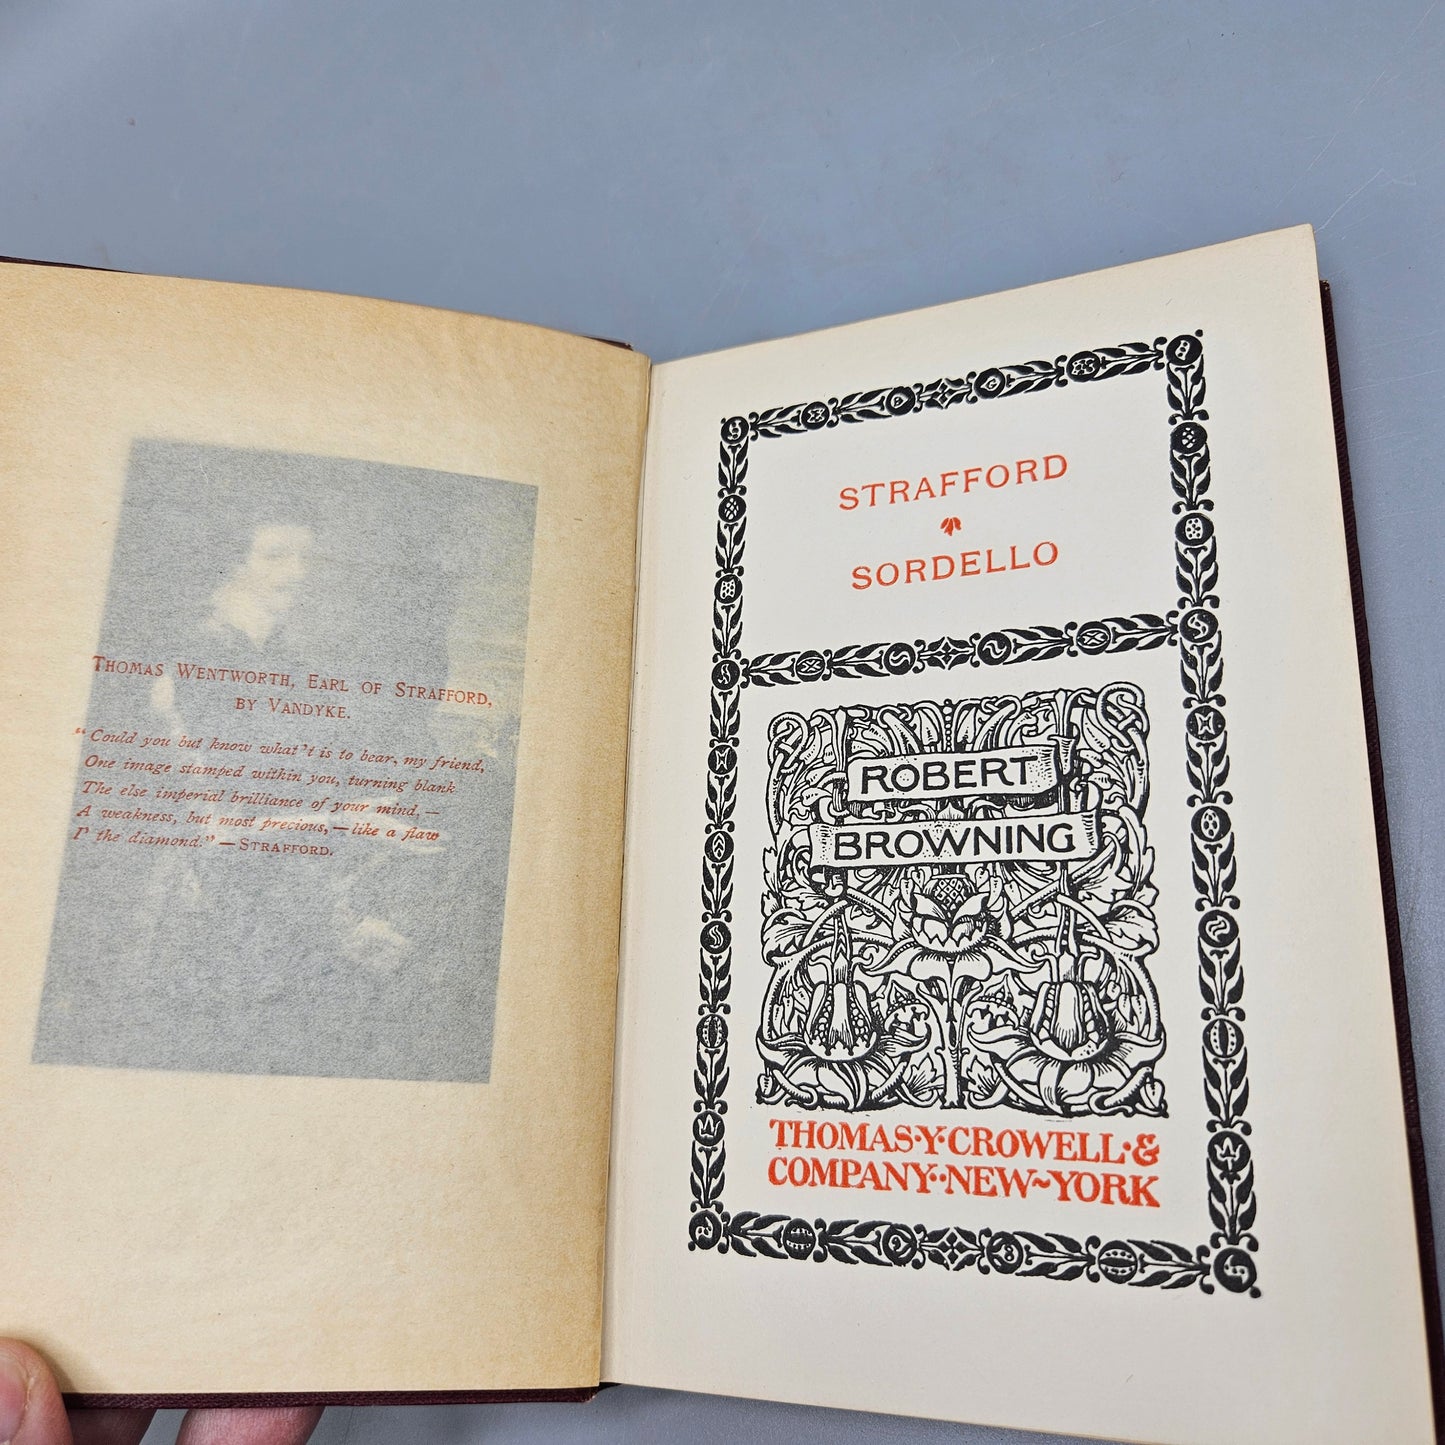 THOMAS WENTWORTH, EARL OF STRAFFORD,
BY VANDYKE.
"Could you but know what 't is to bear, my friend,
One image stamped within you, turning blank
The else imperial brilliance of your mind,—
A weakness, but most precious,—like a flaw
I' the diamond."—STRAFFORD.
STRAFFORD
SORDELLO
ROBERT
BROWNING
THOMAS·Y·CROWELL·&
COMPANY··NEW~YORK